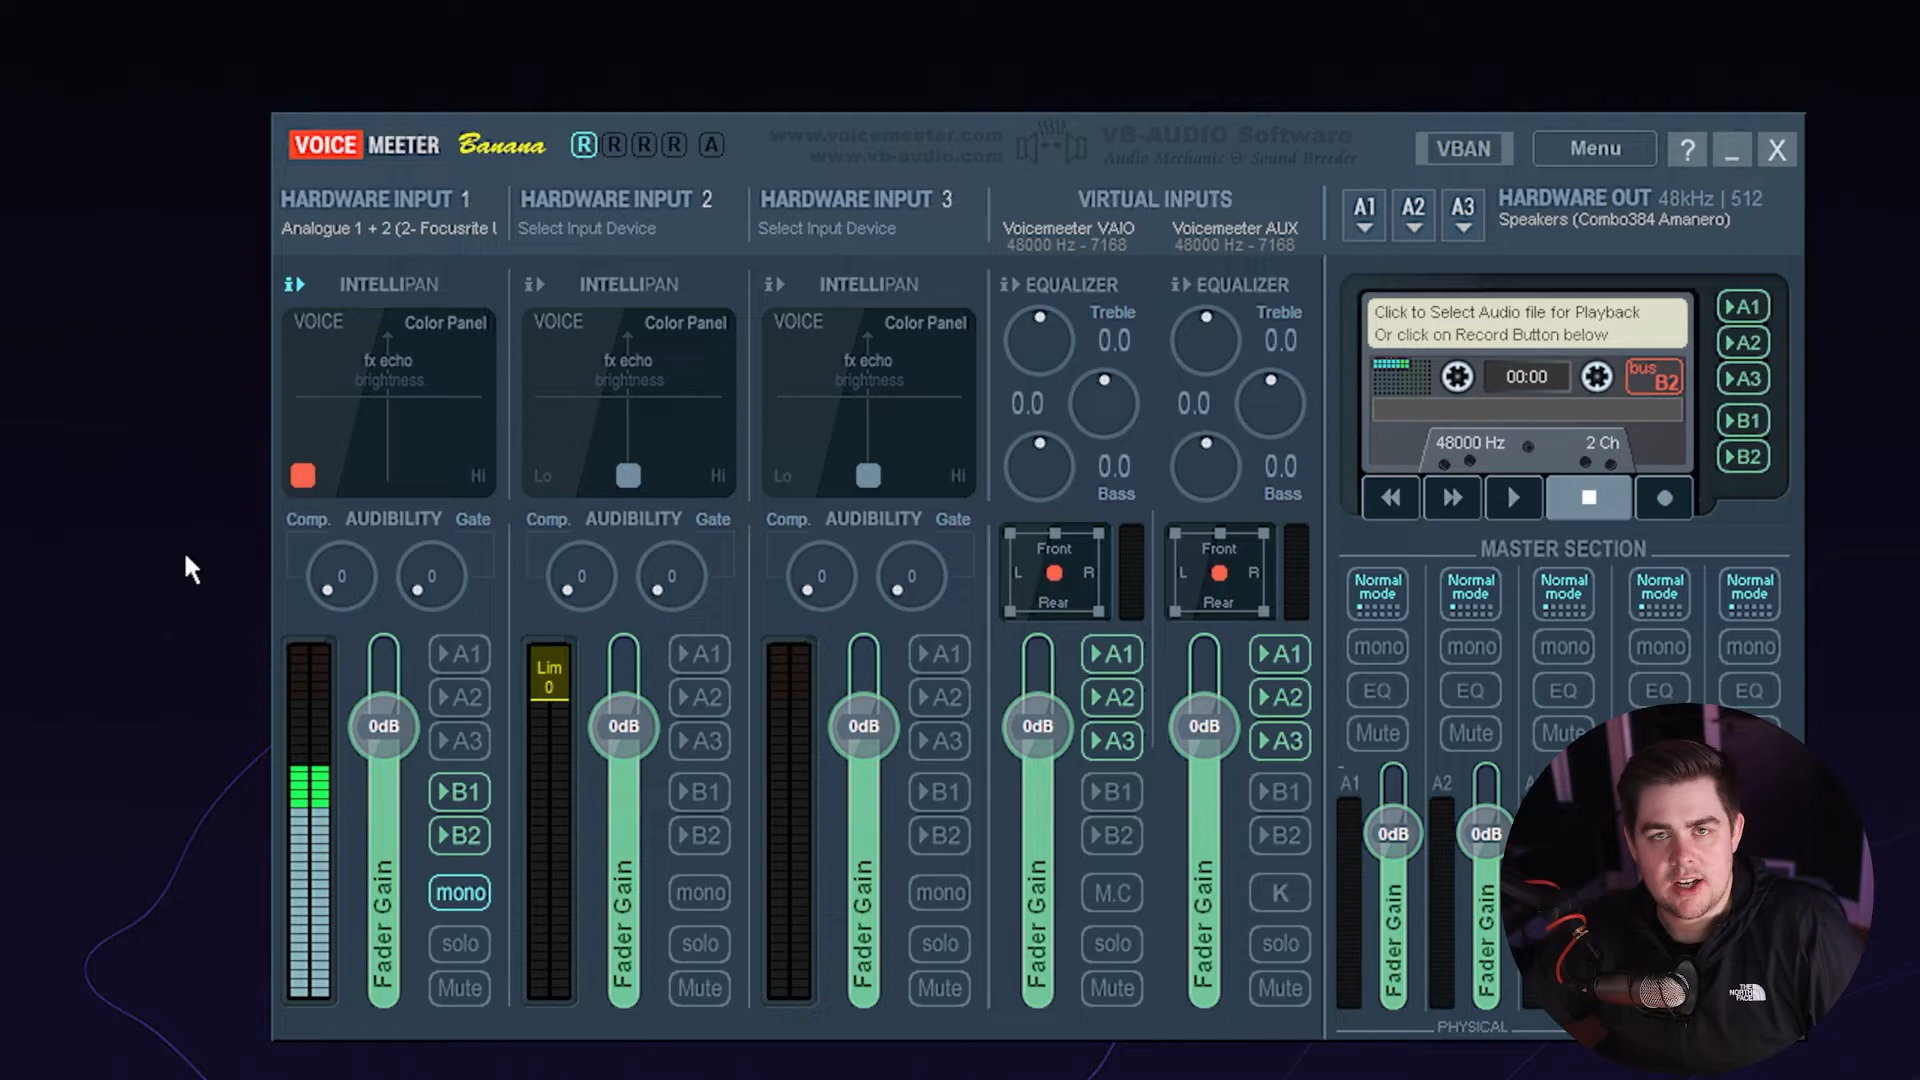 VOICE MEETER Banana R R R R A
www.voicemeeter.com
www.vb-audio.com
VB-AUDIO Software
Audio Mechanic & Sound Breeder
VBAN Menu ? _ X
HARDWARE INPUT 1
Analogue 1 + 2 (2- Focusrite U
HARDWARE INPUT 2
Select Input Device
HARDWARE INPUT 3
Select Input Device
VIRTUAL INPUTS
Voicemeeter VAIO
48000 Hz - 7168
Voicemeeter AUX
48000 Hz - 7168
A1 A2 A3
HARDWARE OUT 48kHz | 512
Speakers (Combo384 Amanero)
INTELLIPAN
VOICE Color Panel
fx echo
brightness
Hi
INTELLIPAN
VOICE Color Panel
fx echo
brightness
Lo Hi
INTELLIPAN
VOICE Color Panel
fx echo
brightness
Lo Hi
EQUALIZER
Treble
0.0
0.0
0.0
Bass
EQUALIZER
Treble
0.0
0.0
0.0
Bass
Click to Select Audio file for Playback
Or click on Record Button below
00:00
bus
B2
48000 Hz 2 Ch
A1
A2
A3
B1
B2
Comp. AUDIBILITY Gate
0 0
Comp. AUDIBILITY Gate
0 0
Comp. AUDIBILITY Gate
0 0
Front
L R
Rear
Front
L R
Rear
MASTER SECTION
Normal mode
Normal mode
Normal mode
Normal mode
Normal mode
mono mono mono mono mono
EQ EQ EQ EQ EQ
Mute Mute Mute
0dB
Fader Gain
A1
A2
A3
B1
B2
mono
solo
Mute
Lim
0
0dB
Fader Gain
A1
A2
A3
B1
B2
mono
solo
Mute
0dB
Fader Gain
A1
A2
A3
B1
B2
mono
solo
Mute
0dB
Fader Gain
A1
A2
A3
B1
B2
M.C
solo
Mute
0dB
Fader Gain
A1
A2
A3
B1
B2
K
solo
Mute
A1
0dB
Fader Gain
A2
0dB
Fader Gain
PHYSICAL
THE
NORTH
FACE